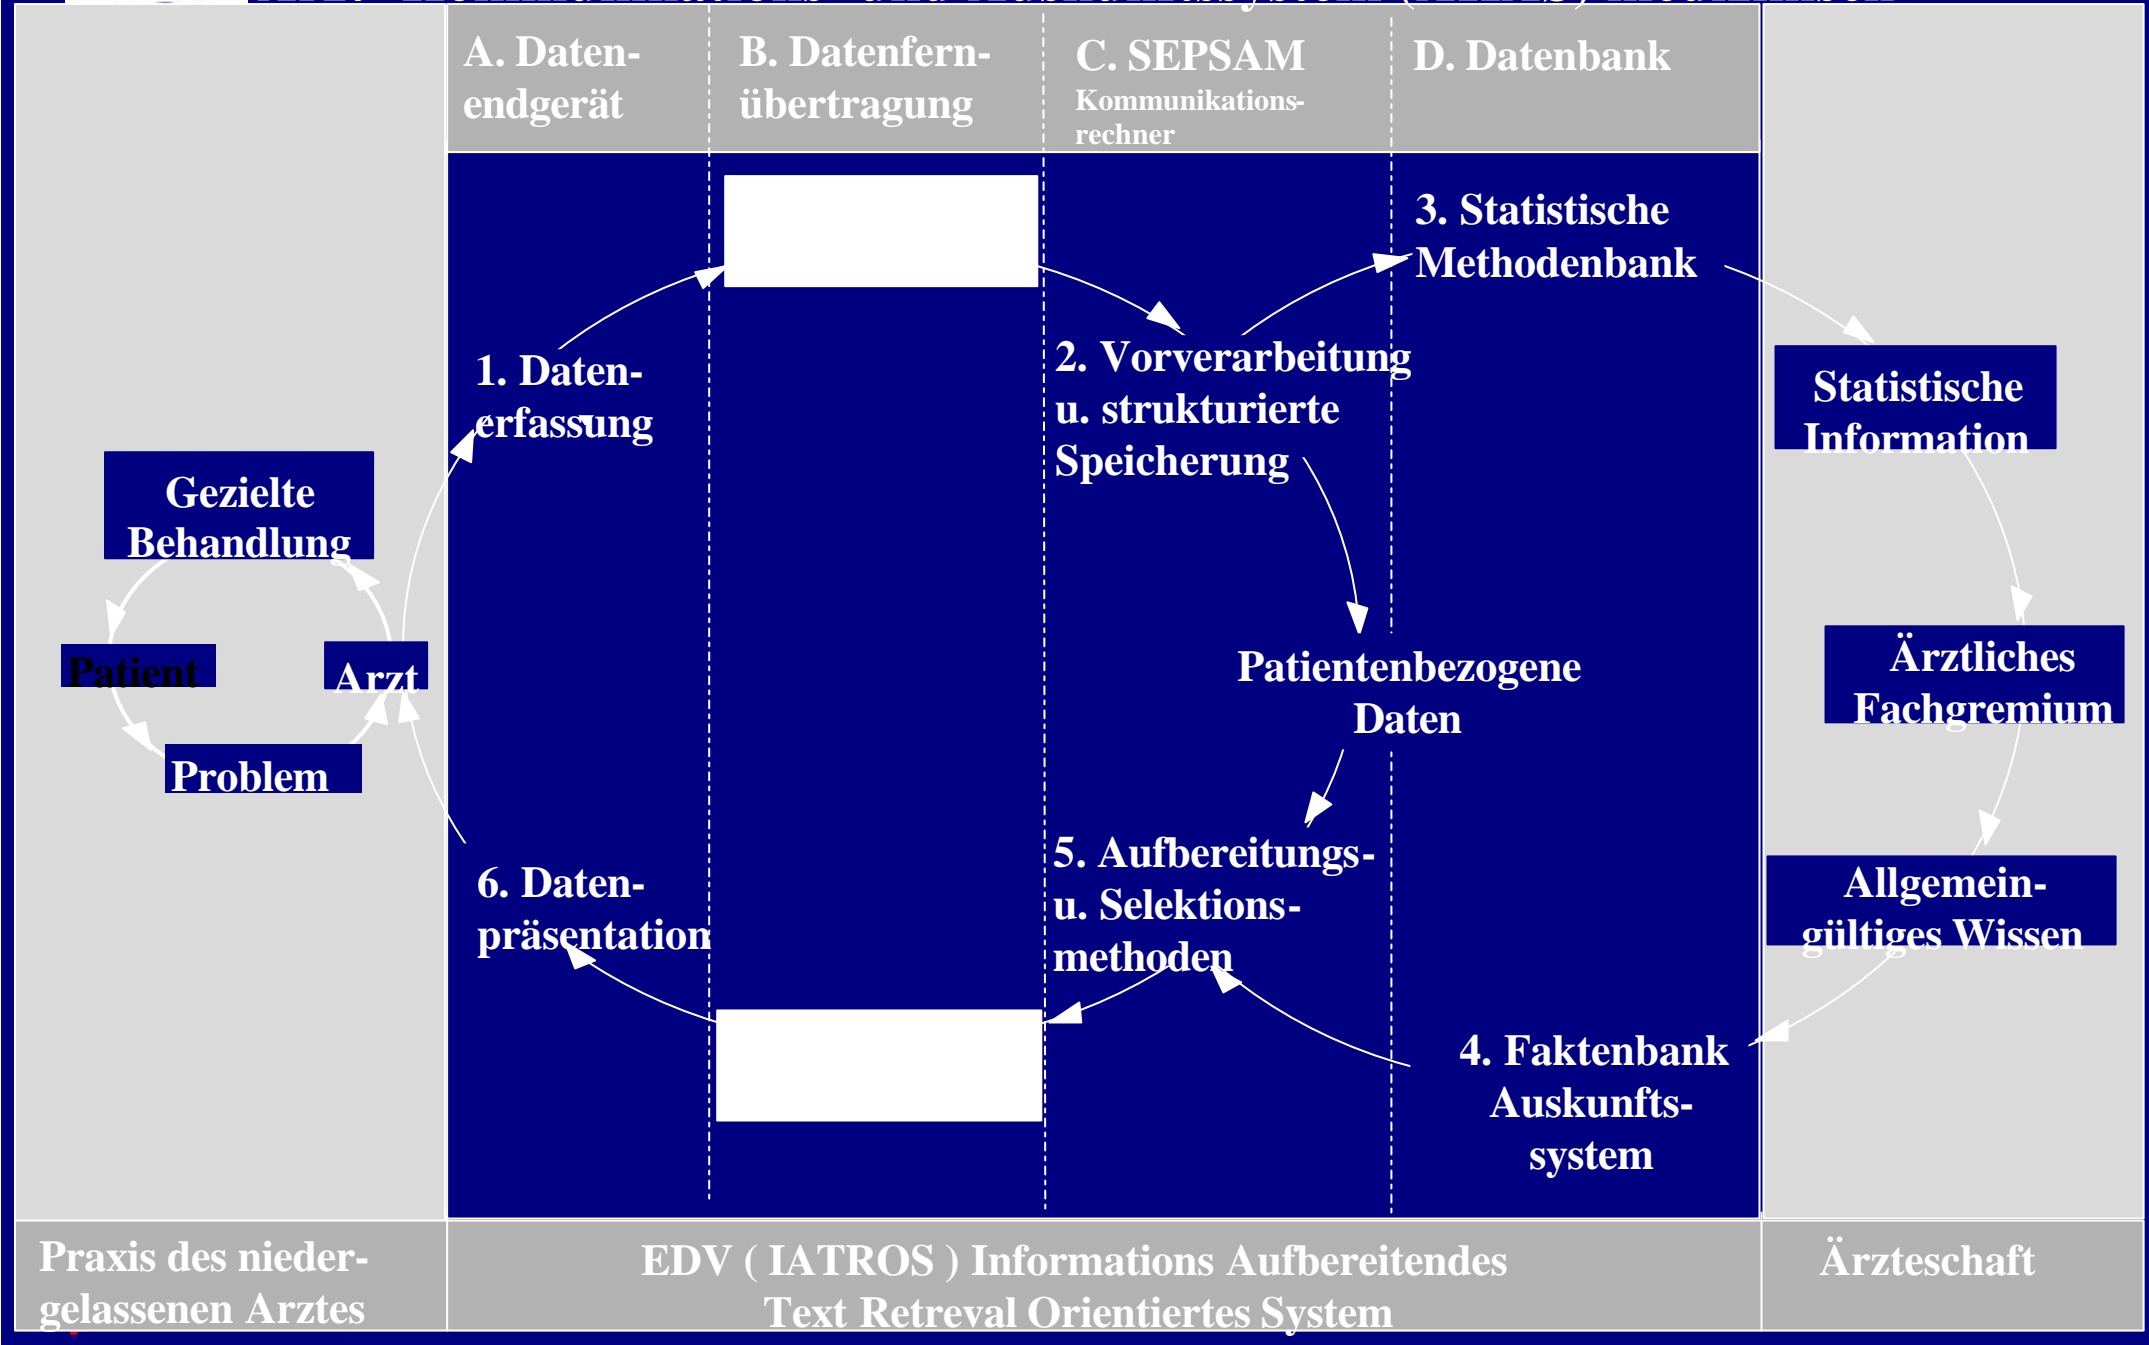 A. Daten-
endgerät
B. Datenfern-
übertragung
C. SEPSAM
Kommunikations-
rechner
D. Datenbank
3. Statistische
Methodenbank
1. Daten-
erfassung
2. Vorverarbeitung
u. strukturierte
Speicherung
Statistische
Information
Gezielte
Behandlung
Patient
Arzt
Problem
Patientenbezogene
Daten
Ärztliches
Fachgremium
6. Daten-
präsentation
5. Aufbereitungs-
u. Selektions-
methoden
Allgemein-
gültiges Wissen
4. Faktenbank
Auskunfts-
system
Praxis des nieder-
gelassenen Arztes
EDV ( IATROS ) Informations Aufbereitendes
Text Retreval Orientiertes System
Ärzteschaft